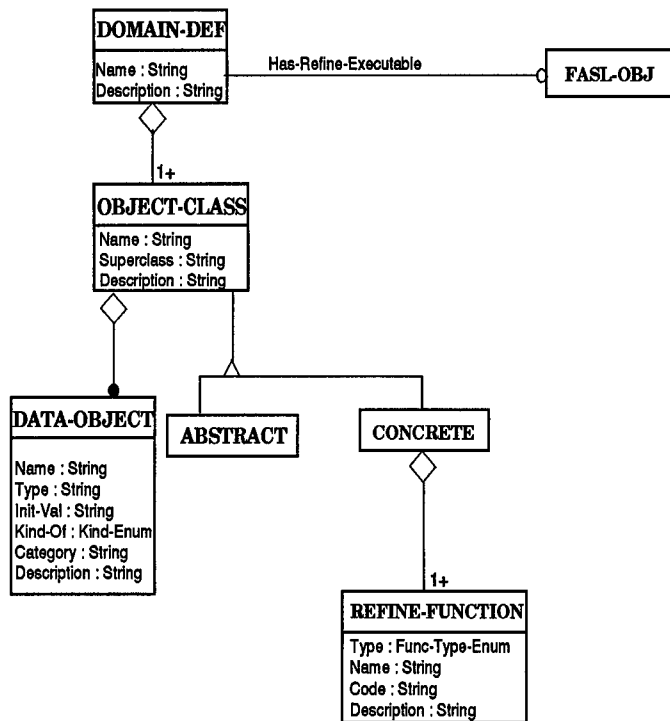 DOMAIN-DEF
Name : String
Description : String
Has-Refine-Executable
FASL-OBJ
1+
OBJECT-CLASS
Name : String
Superclass : String
Description : String
DATA-OBJECT
Name : String
Type : String
Init-Val : String
Kind-Of : Kind-Enum
Category : String
Description : String
ABSTRACT
CONCRETE
1+
REFINE-FUNCTION
Type : Func-Type-Enum
Name : String
Code : String
Description : String